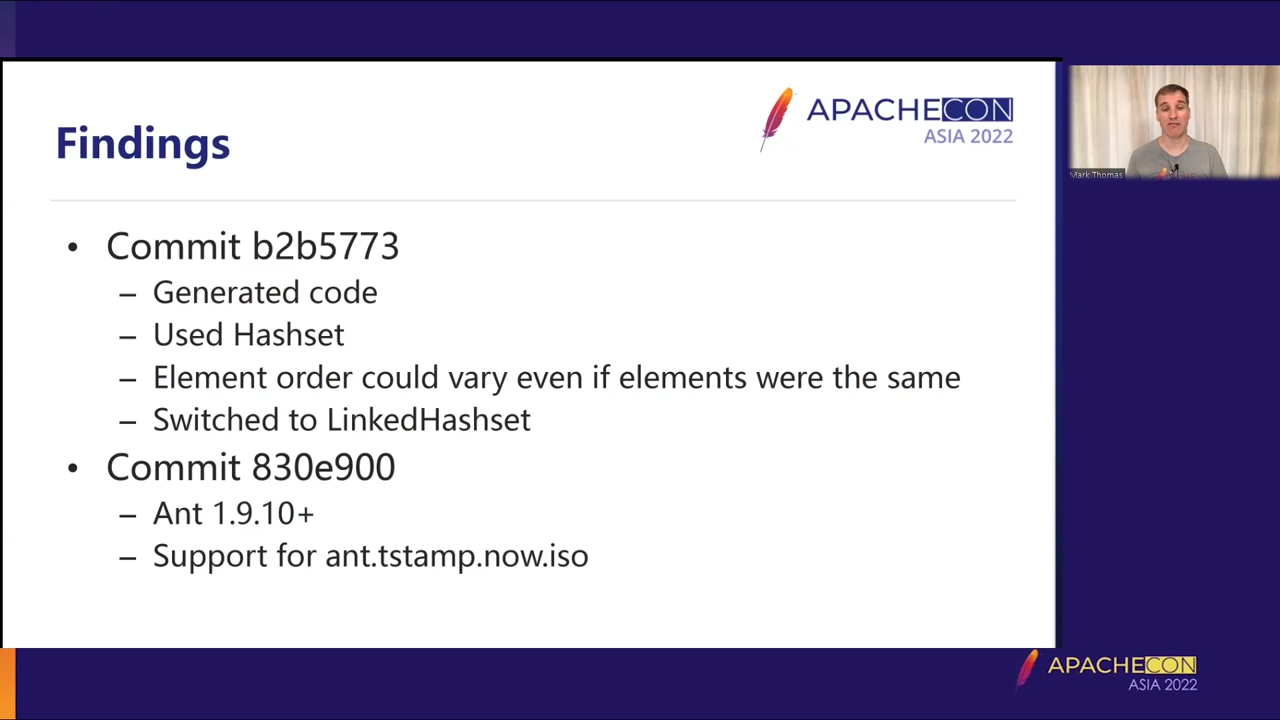 Findings
APACHECON
ASIA 2022
Mark Thomas
• Commit b2b5773
– Generated code
– Used Hashset
– Element order could vary even if elements were the same
– Switched to LinkedHashset
• Commit 830e900
– Ant 1.9.10+
– Support for ant.tstamp.now.iso
APACHECON
ASIA 2022